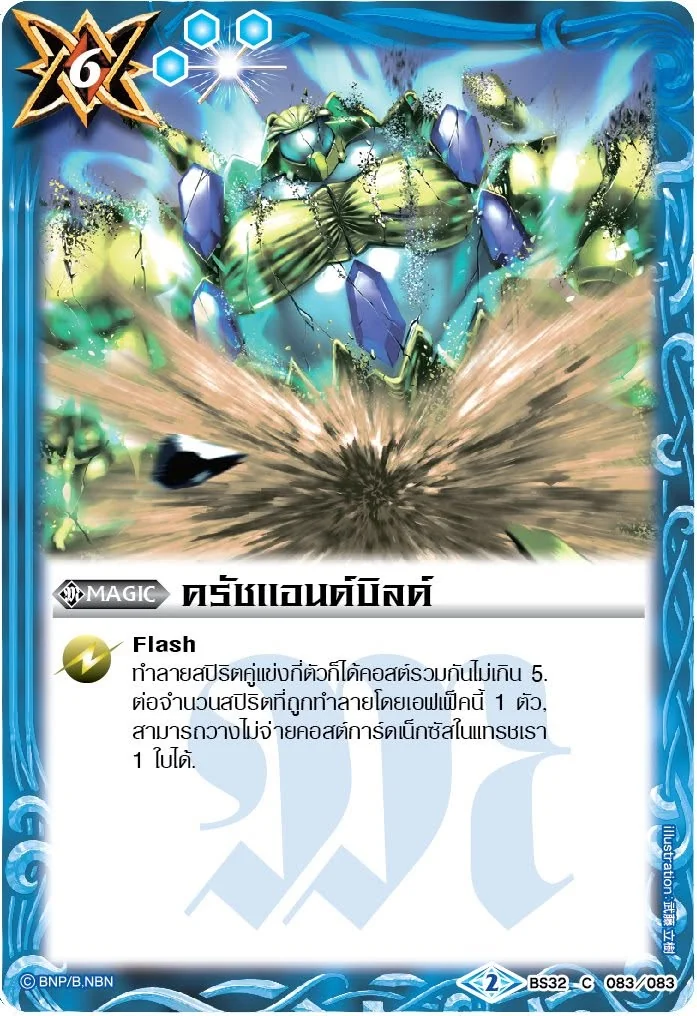 6
MAGIC ครัชแอนด์บิลด์
Flash
ทำลายสปิริตคู่แข่งกี่ตัวก็ได้คอสต์รวมกันไม่เกิน 5.
ต่อจำนวนสปิริตที่ถูกทำลายโดยเอฟเฟ็คนี้ 1 ตัว,
สามารถวางไม่จ่ายคอสต์การ์ดเน็กซัสในแทรชเรา
1 ใบได้.
illustration : 武藤 立樹
© BNP/B,NBN
2 BS32 C 083/083